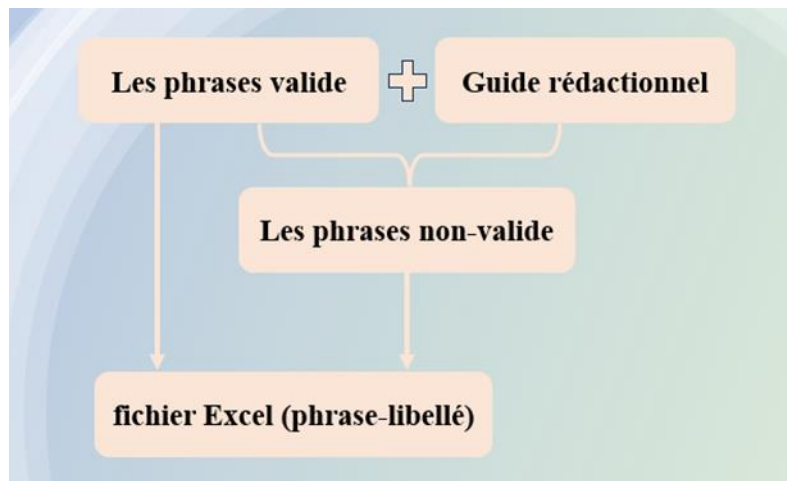 Les phrases valide
Guide rédactionnel
Les phrases non-valide
fichier Excel (phrase-libellé)